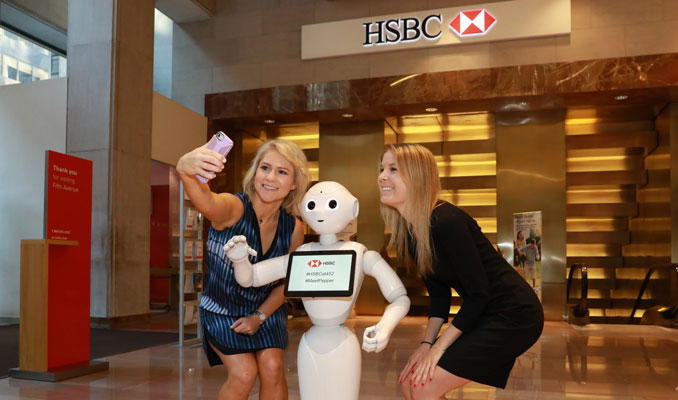 HSBC
Thank you
for visiting
Fifth Avenue
HSBC
#HSBCat452
#MeetPepper